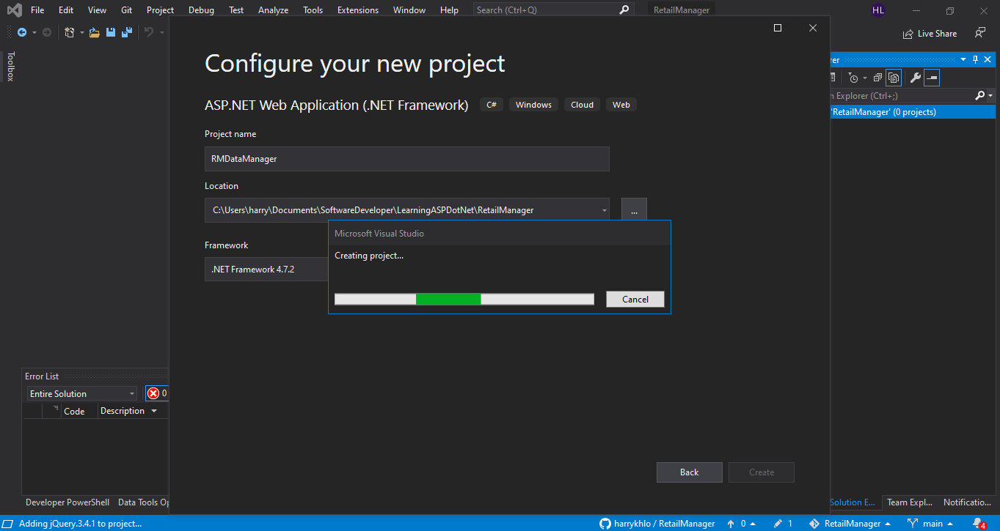 File Edit View Git Project Debug Test Analyze Tools Extensions Window Help Search (Ctrl+Q) RetailManager HL
Live Share
Toolbox
Configure your new project
ASP.NET Web Application (.NET Framework) C# Windows Cloud Web
Project name
RMDataManager
Location
C:\Users\harry\Documents\SoftwareDeveloper\LearningASPDotNet\RetailManager ...
Framework
.NET Framework 4.7.2
Microsoft Visual Studio
Creating project...
Cancel
Back Create
rer
n Explorer (Ctrl+;)
'RetailManager' (0 projects)
Error List
Entire Solution 0
Code Description
Developer PowerShell Data Tools Op
Solution E... Team Expl... Notificatio...
Adding jQuery.3.4.1 to project... harrykhlo / RetailManager 0 1 RetailManager main 4